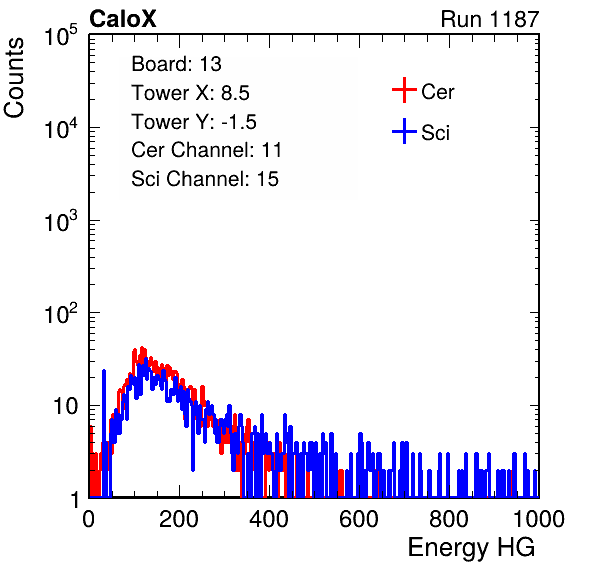 CaloX Run 1187
Counts
10^5
10^4
10^3
10^2
10
1
Board: 13
Tower X: 8.5
Tower Y: -1.5
Cer Channel: 11
Sci Channel: 15
Cer
Sci
0 200 400 600 800 1000
Energy HG